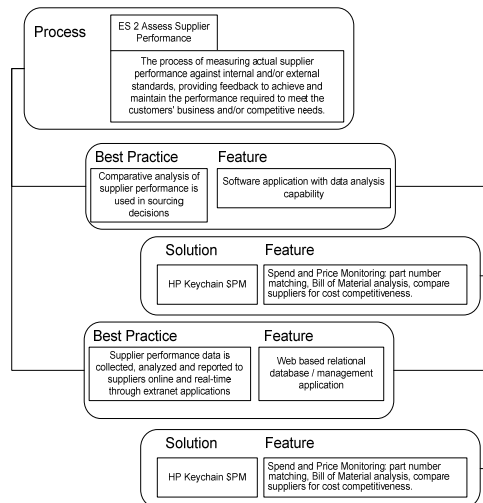 Process
ES 2 Assess Supplier
Performance
The process of measuring actual supplier
performance against internal and/or external
standards, providing feedback to achieve and
maintain the performance required to meet the
customers' business and/or competitive needs.
Best Practice
Feature
Comparative analysis of
supplier performance is
used in sourcing
decisions
Software application with data analysis
capability
Solution
Feature
HP Keychain $PM
Spend and Price Monitoring: part number
matching, Bill of Material analysis, compare
suppliers for cost competitiveness.
Best Practice
Feature
Supplier performance data is
collected, analyzed and reported to
suppliers online and real-time
through extranet applications
Web based relational
database / management
application
Solution
Feature
HP Keychain $PM
Spend and Price Monitoring: part number
matching, Bill of Material analysis, compare
suppliers for cost competitiveness.